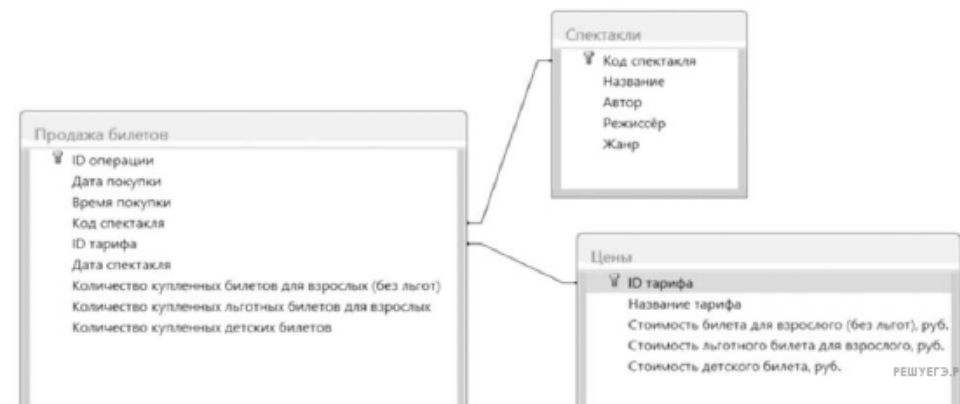 Спектакли
Код спектакля
Название
Автор
Режиссёр
Жанр
Продажа билетов
ID операции
Дата покупки
Время покупки
Код спектакля
ID тарифа
Дата спектакля
Количество купленных билетов для взрослых (без льгот)
Количество купленных льготных билетов для взрослых
Количество купленных детских билетов
Цены
ID тарифа
Название тарифа
Стоимость билета для взрослого (без льгот), руб.
Стоимость льготного билета для взрослого, руб.
Стоимость детского билета, руб.
РЕШУЕГЭ.Р